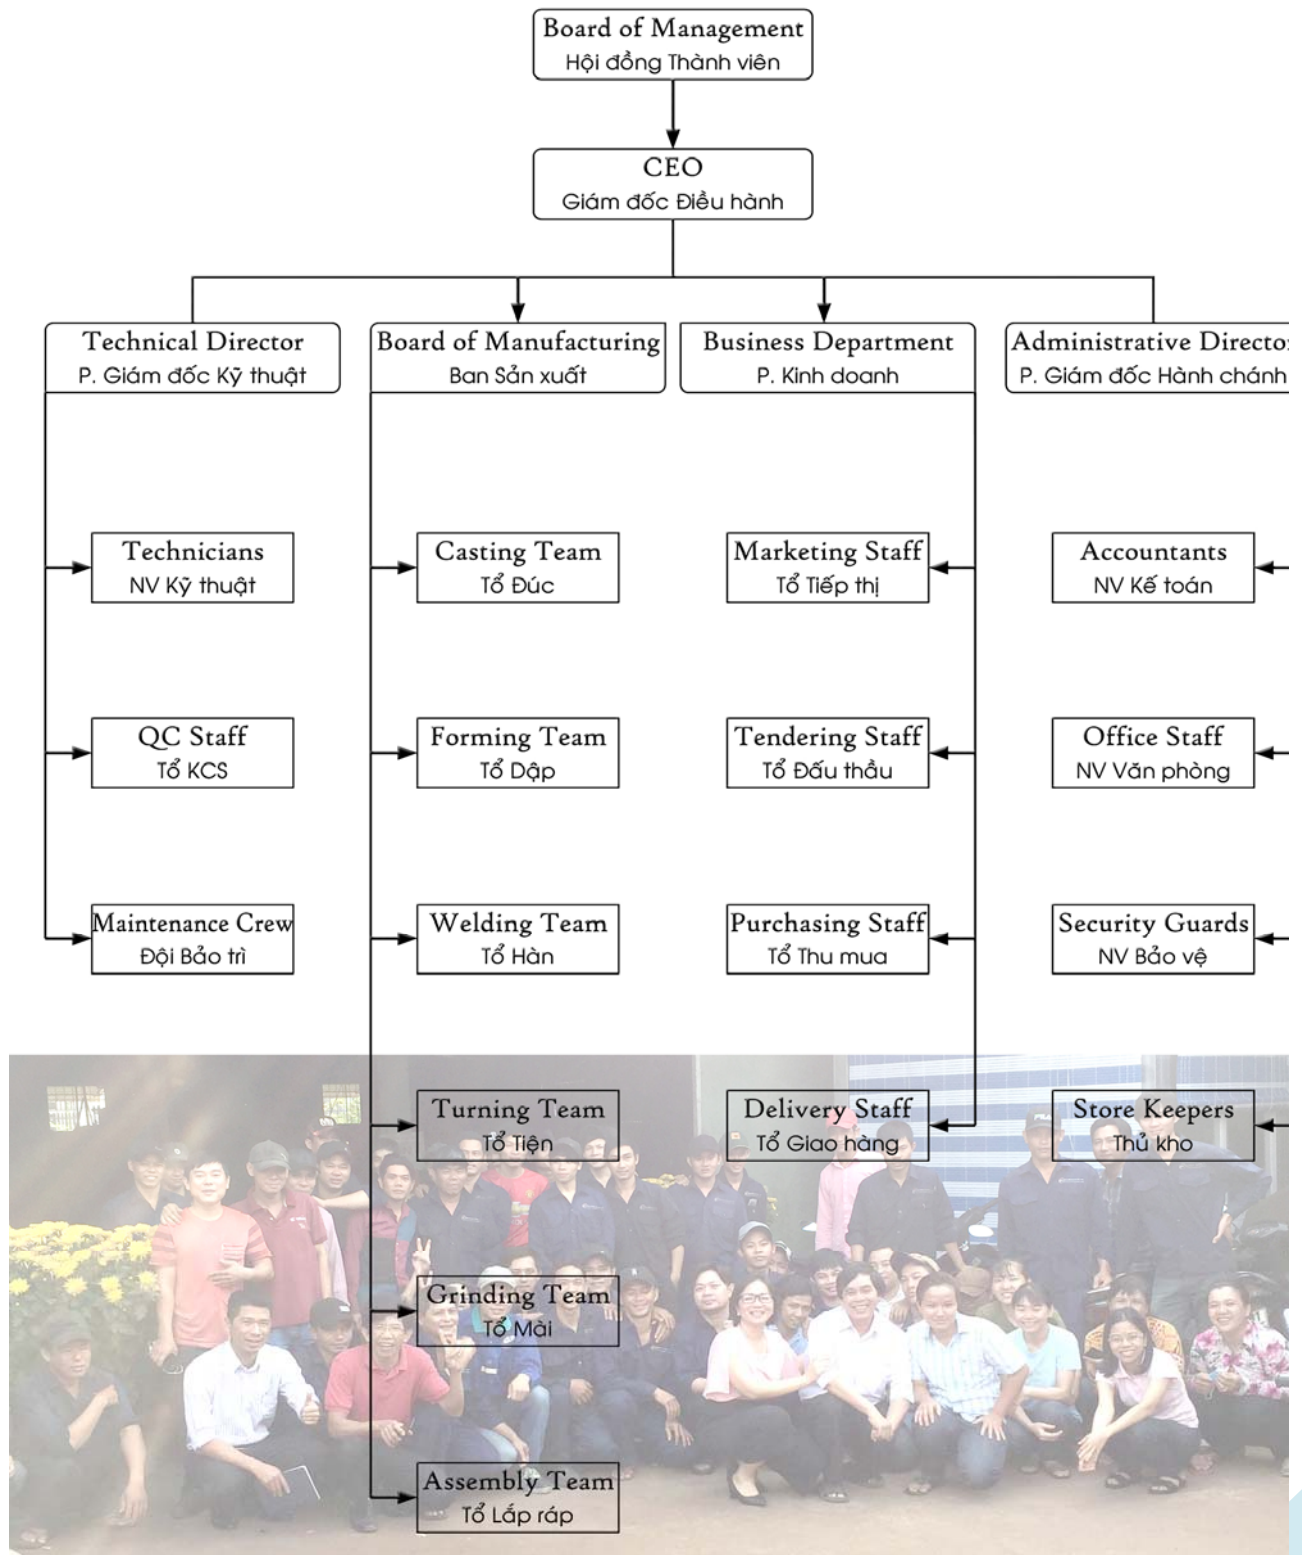 Board of Management
Hội đồng Thành viên
CEO
Giám đốc Điều hành
Technical Director
P. Giám đốc Kỹ thuật
Board of Manufacturing
Ban Sản xuất
Business Department
P. Kinh doanh
Administrative Director
P. Giám đốc Hành chánh
Technicians
NV Kỹ thuật
Casting Team
Tổ Đúc
Marketing Staff
Tổ Tiếp thị
Accountants
NV Kế toán
QC Staff
Tổ KCS
Forming Team
Tổ Dập
Tendering Staff
Tổ Đấu thầu
Office Staff
NV Văn phòng
Maintenance Crew
Đội Bảo trì
Welding Team
Tổ Hàn
Purchasing Staff
Tổ Thu mua
Security Guards
NV Bảo vệ
Turning Team
Tổ Tiện
Delivery Staff
Tổ Giao hàng
Store Keepers
Thủ kho
Grinding Team
Tổ Mài
Assembly Team
Tổ Lắp ráp